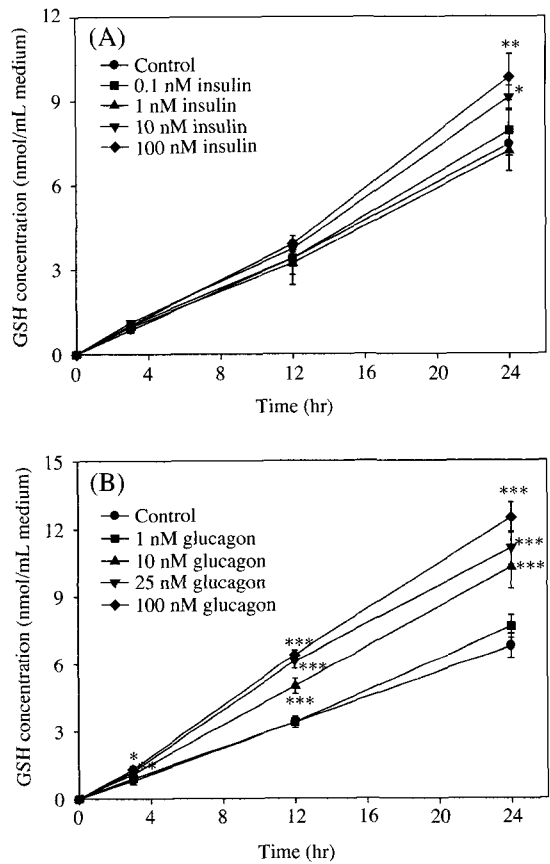 (A)
Control
0.1 nM insulin
1 nM insulin
10 nM insulin
100 nM insulin
GSH concentration (nmol/mL medium)
12
9
6
3
0
**
*
0 4 8 12 16 20 24
Time (hr)
(B)
Control
1 nM glucagon
10 nM glucagon
25 nM glucagon
100 nM glucagon
GSH concentration (nmol/mL medium)
15
12
9
6
3
0
***
***
***
***
***
***
*
**
0 4 8 12 16 20 24
Time (hr)